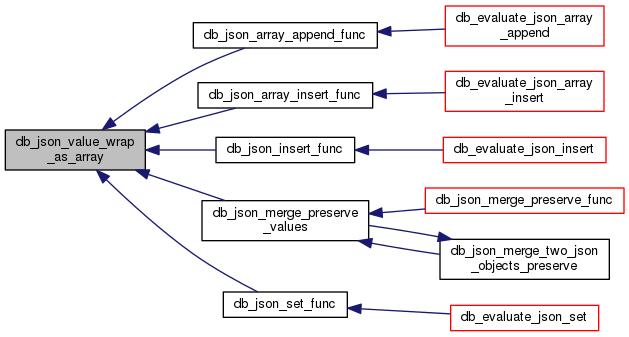 db_json_value_wrap
_as_array
db_json_array_append_func
db_evaluate_json_array
_append
db_json_array_insert_func
db_evaluate_json_array
_insert
db_json_insert_func
db_evaluate_json_insert
db_json_merge_preserve
_values
db_json_merge_preserve_func
db_json_merge_two_json
_objects_preserve
db_json_set_func
db_evaluate_json_set